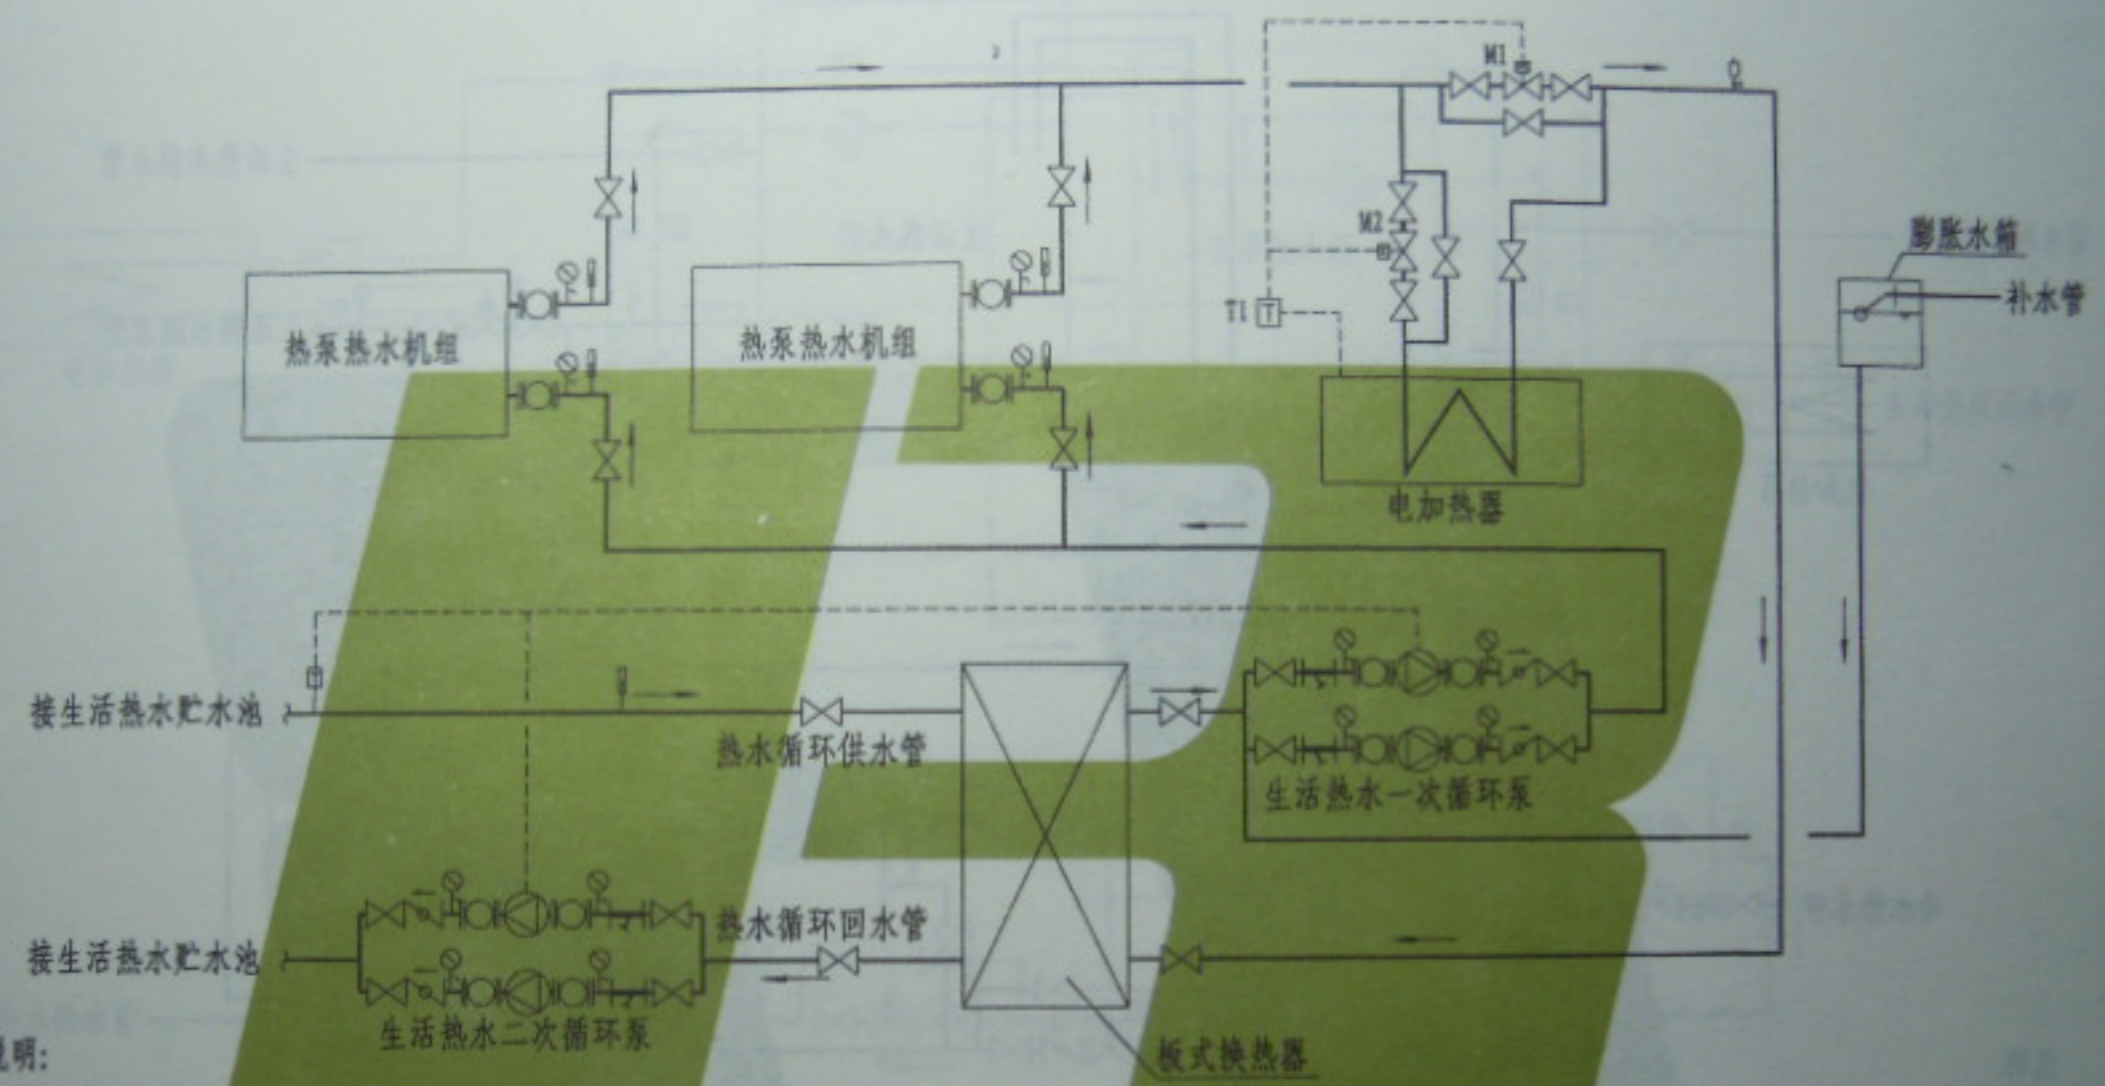 M1
M2
膨胀水箱
补水管
T1
T
热泵热水机组
热泵热水机组
电加热器
T
接生活热水贮水池
热水循环供水管
生活热水一次循环泵
热水循环回水管
接生活热水贮水池
生活热水二次循环泵
板式换热器
说明: